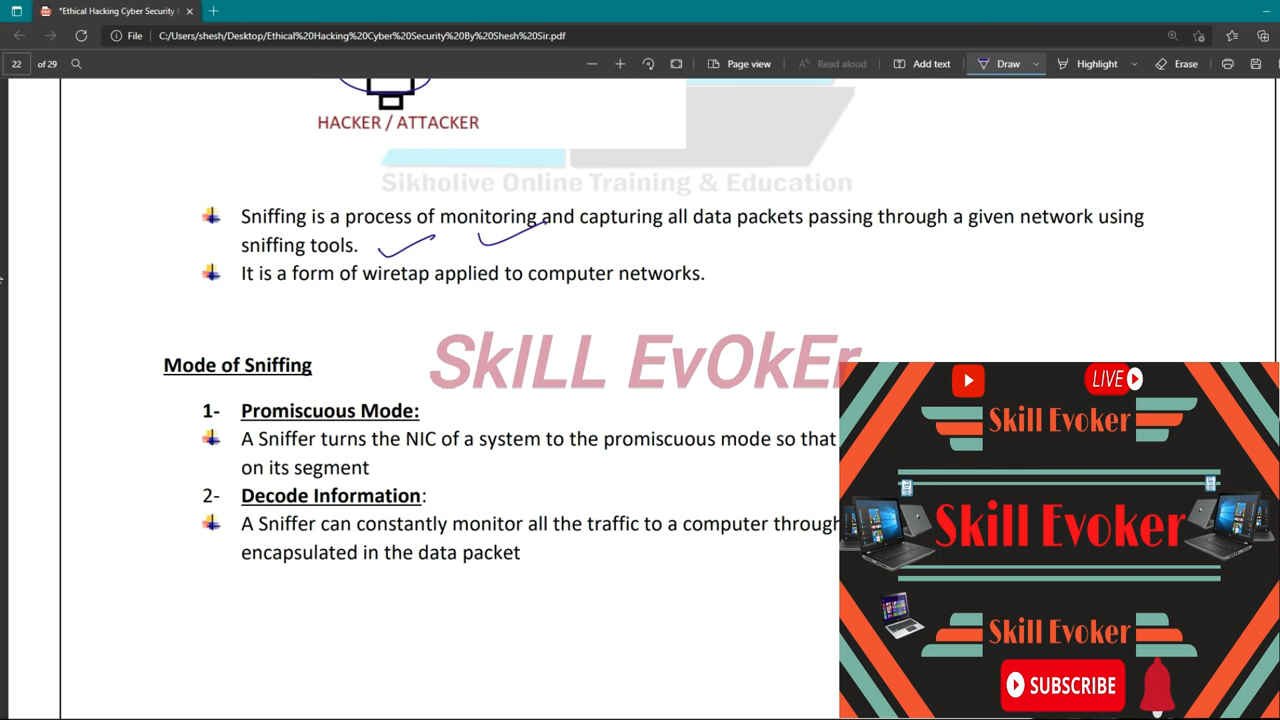 *Ethical Hacking Cyber Security
File
C:/Users/shesh/Desktop/Ethical%20Hacking%20Cyber%20Security%20By%20Shesh%20Sir.pdf
22 of 29
Page view
Read aloud
Add text
Draw
Highlight
Erase
HACKER / ATTACKER
Sikholive Online Training & Education
Sniffing is a process of monitoring and capturing all data packets passing through a given network using
sniffing tools.
It is a form of wiretap applied to computer networks.
SkILL EvOkEr
Mode of Sniffing
1- Promiscuous Mode:
A Sniffer turns the NIC of a system to the promiscuous mode so that
on its segment
2- Decode Information:
A Sniffer can constantly monitor all the traffic to a computer through
encapsulated in the data packet
LIVE
Skill Evoker
Skill Evoker
Skill Evoker
SUBSCRIBE